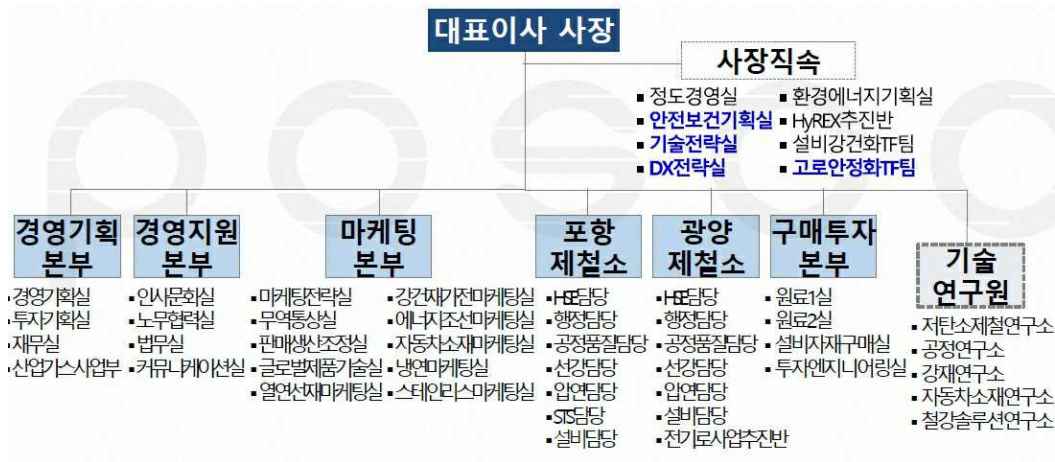 대표이사 사장
사장직속
▪ 정도경영실
▪ 안전보건기획실
▪ 기술전략실
▪ DX전략실
▪ 환경에너지기획실
▪ HyREX추진반
▪ 설비강건화TF팀
▪ 고로안정화TF팀
경영기획
본부
▪경영기획실
▪투자기획실
▪재무실
▪산업가스사업부
경영지원
본부
▪인사문화실
▪노무협력실
▪법무실
▪커뮤니케이션실
마케팅
본부
▪마케팅전략실
▪무역통상실
▪판매생산조정실
▪글로벌제품기술실
▪열연선재마케팅실
▪강건재가전마케팅실
▪에너지조선마케팅실
▪자동차소재마케팅실
▪냉연마케팅실
▪스테인리스마케팅실
포항
제철소
▪HSE담당
▪행정담당
▪공정품질담당
▪선강담당
▪압연담당
▪STS담당
▪설비담당
광양
제철소
▪HSE담당
▪행정담당
▪공정품질담당
▪선강담당
▪압연담당
▪설비담당
▪전기로사업추진반
구매투자
본부
▪ 원료1실
▪ 원료2실
▪ 설비자재구매실
▪ 투자엔지니어링실
기술
연구원
▪ 저탄소제철연구소
▪ 공정연구소
▪ 강재연구소
▪ 자동차소재연구소
▪ 철강솔루션연구소
posco